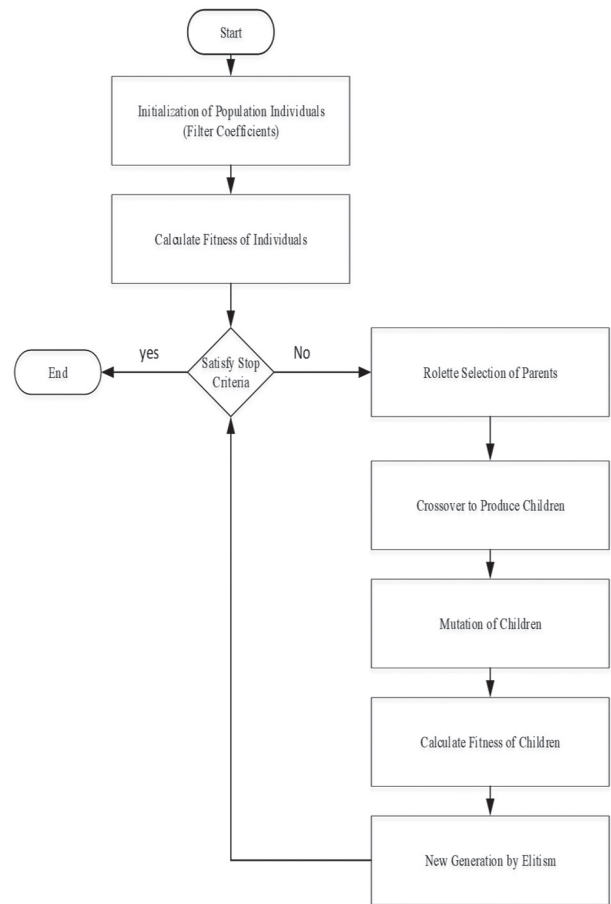 Start
Initialization of Population Individuals
(Filter Coefficients)
Calculate Fitness of Individuals
yes
No
End
Satisfy Stop
Criteria
Rolette Selection of Parents
Crossover to Produce Children
Mutation of Children
Calculate Fitness of Children
New Generation by Elitism